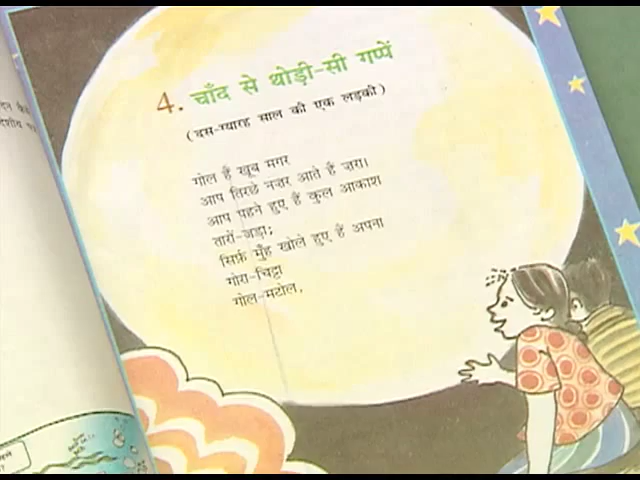 4. चाँद से थोड़ी-सी गप्पें
(दस-ग्यारह साल की एक लड़की)
गोल हैं खूब मगर
आप तिरछे नज़र आते हैं ज़रा।
आप पहने हुए हैं कुल आकाश
तारों-जड़ा;
सिर्फ़ मुँह खोले हुए हैं अपना
गोरा-चिट्टा
गोल-मटोल,